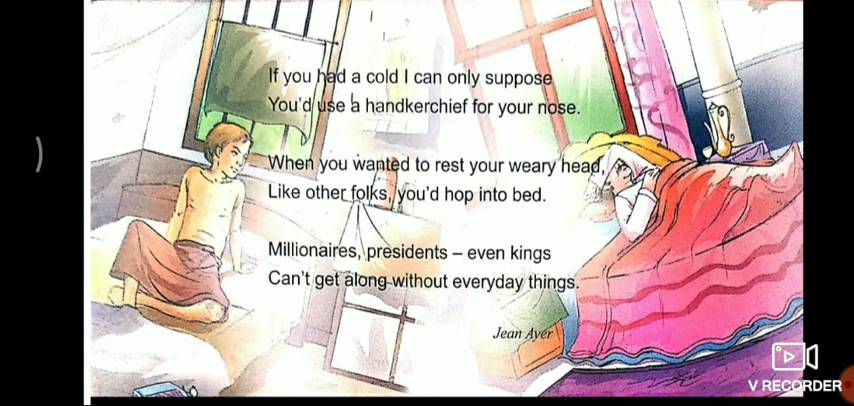 If you had a cold I can only suppose
You'd use a handkerchief for your nose.
When you wanted to rest your weary head,
Like other folks, you'd hop into bed.
Millionaires, presidents – even kings
Can't get along without everyday things.
Jean Ayer
V RECORDER